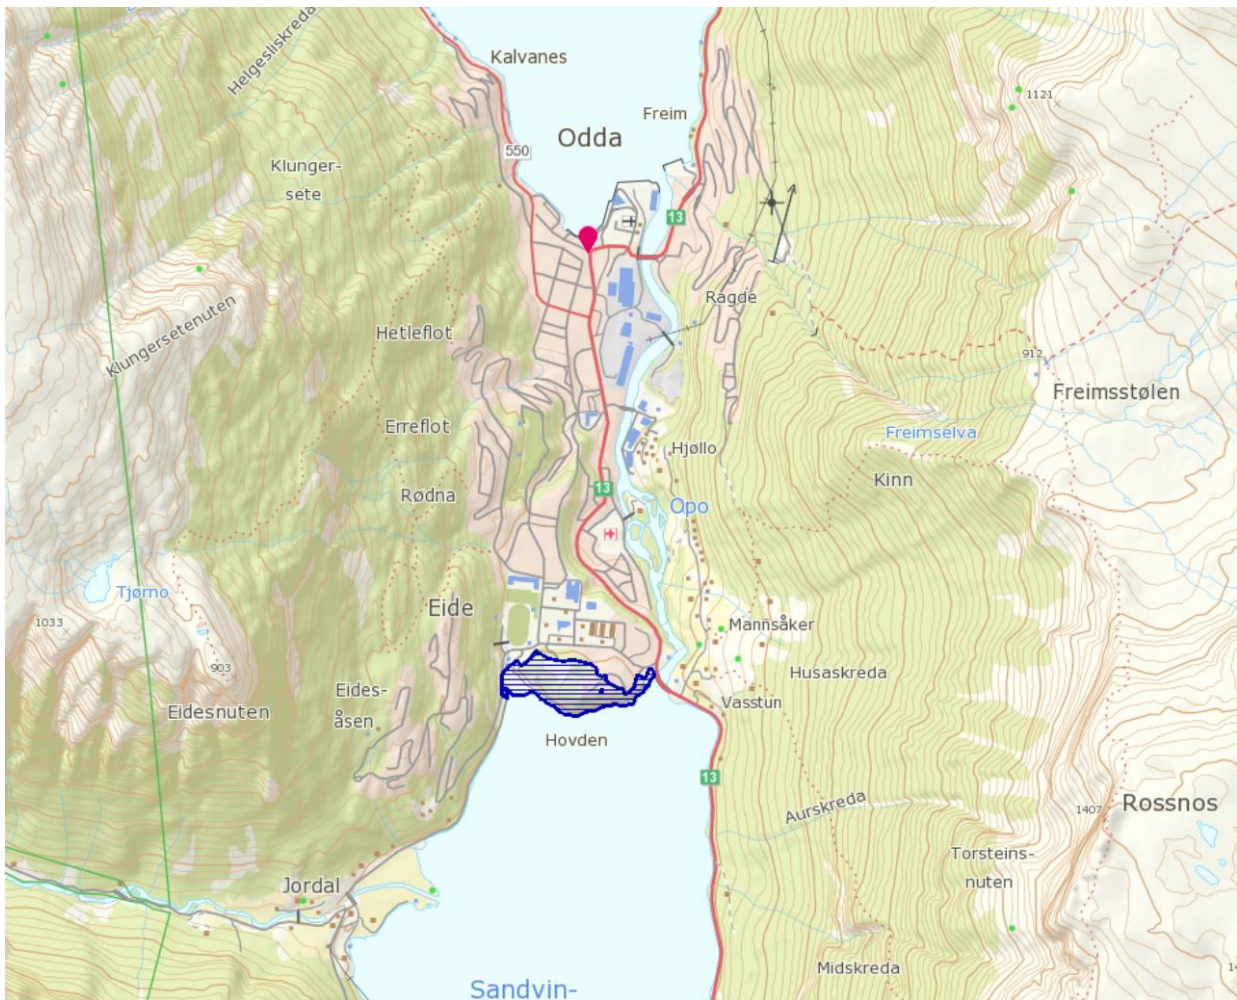 Kalvanes
Helgesliskreda
1121
Freim
Odda
550
Klunger-
sete
13
Ragde
Klungersetenuten
Hetleflot
912
Freimsstølen
Erreflot
Freimselva
Hjøllo
Kinn
Rødna
13
Opo
Tjørno
Eide
1033
Mannsåker
903
Husaskreda
Eides-
åsen
Vasstun
Eidesnuten
Hovden
13
Aurskreda
1407
Rossnos
Torsteins-
nuten
Jordal
Midskreda
Sandvin-